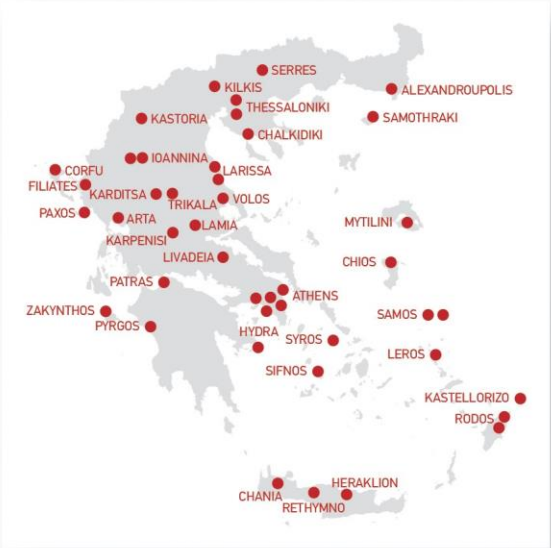 SERRES
KILKIS
ALEXANDROUPOLIS
THESSALONIKI
SAMOTHRAKI
KASTORIA
CHALKIDIKI
IOANNINA
CORFU
LARISSA
FILIATES
KARDITSA
TRIKALA
VOLOS
PAXOS
ARTA
LAMIA
MYTILINI
KARPENISI
LIVADEIA
CHIOS
PATRAS
ATHENS
ZAKYNTHOS
SAMOS
PYRGOS
HYDRA
SYROS
LEROS
SIFNOS
KASTELLORIZO
RODOS
HERAKLION
CHANIA
RETHYMNO